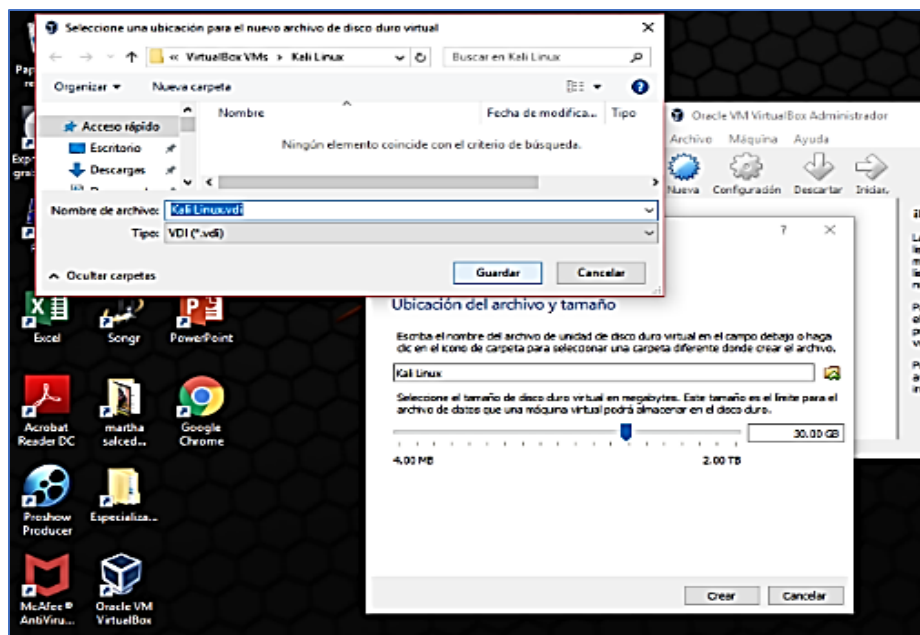 Seleccione una ubicación para el nuevo archivo de disco duro virtual
« VirtualBox VMs > Kali Linux
Buscar en Kali Linux
Organizar
Nueva carpeta
Nombre
Fecha de modifica...
Tipo
Acceso rápido
Escritorio
Descargas
Ningún elemento coincide con el criterio de búsqueda.
Nombre de archivo: Kali Linux.vdi
Tipo: VDI (*.vdi)
Ocultar carpetas
Guardar
Cancelar
Oracle VM VirtualBox Administrador
Archivo Máquina Ayuda
Nueva Configuración Descartar Iniciar
Ubicación del archivo y tamaño
Escriba el nombre del archivo de unidad de disco duro virtual en el campo debajo o haga
clic en el icono de carpeta para seleccionar una carpeta diferente donde crear el archivo.
Kali Linux
Seleccione el tamaño de disco duro virtual en megabytes. Este tamaño es el límite para el
archivo de datos que una máquina virtual podrá almacenar en el disco duro.
30.00 GB
4.00 MB
2.00 TB
Crear
Cancelar
Excel
Songr
PowerPoint
Acrobat
Reader DC
martha
salced...
Google
Chrome
Proshow
Producer
Especializa...
McAfee®
AntiViru...
Oracle VM
VirtualBox